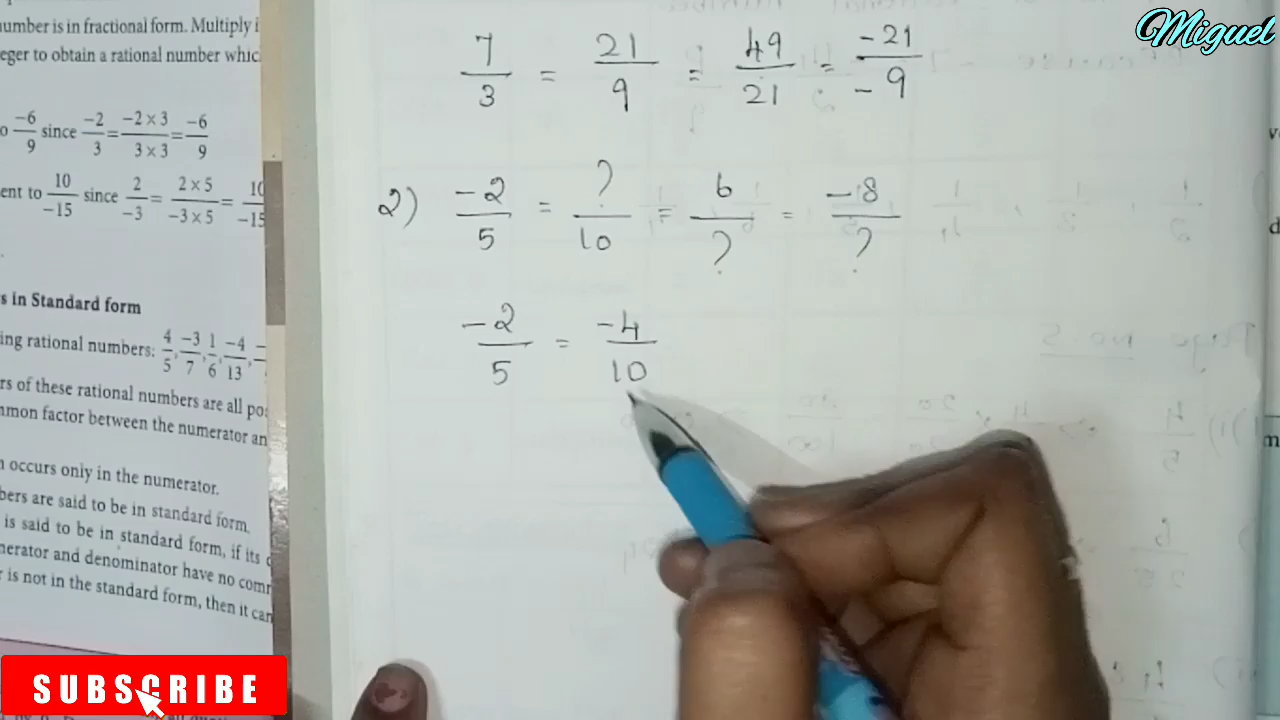 Miguel
number is in fractional form. Multiply i
eger to obtain a rational number whic
o -6/9 since -2/3 = -2 × 3/3 × 3 = -6/9
ent to 10/-15 since 2/-3 = 2 × 5/-3 × 5 = 10/-15
s in Standard form
ing rational numbers: 4/5, -3/7, 1/6, -4/13,
rs of these rational numbers are all po
mmon factor between the numerator an
n occurs only in the numerator.
bers are said to be in standard form.
is said to be in standard form, if its
nerator and denominator have no comm
r is not in the standard form, then it can
7/3 = 21/9 = 49/21 = -21/-9
2) -2/5 = ?/10 = 6/? = -8/?
-2/5 = -4/10
SUBSCRIBE